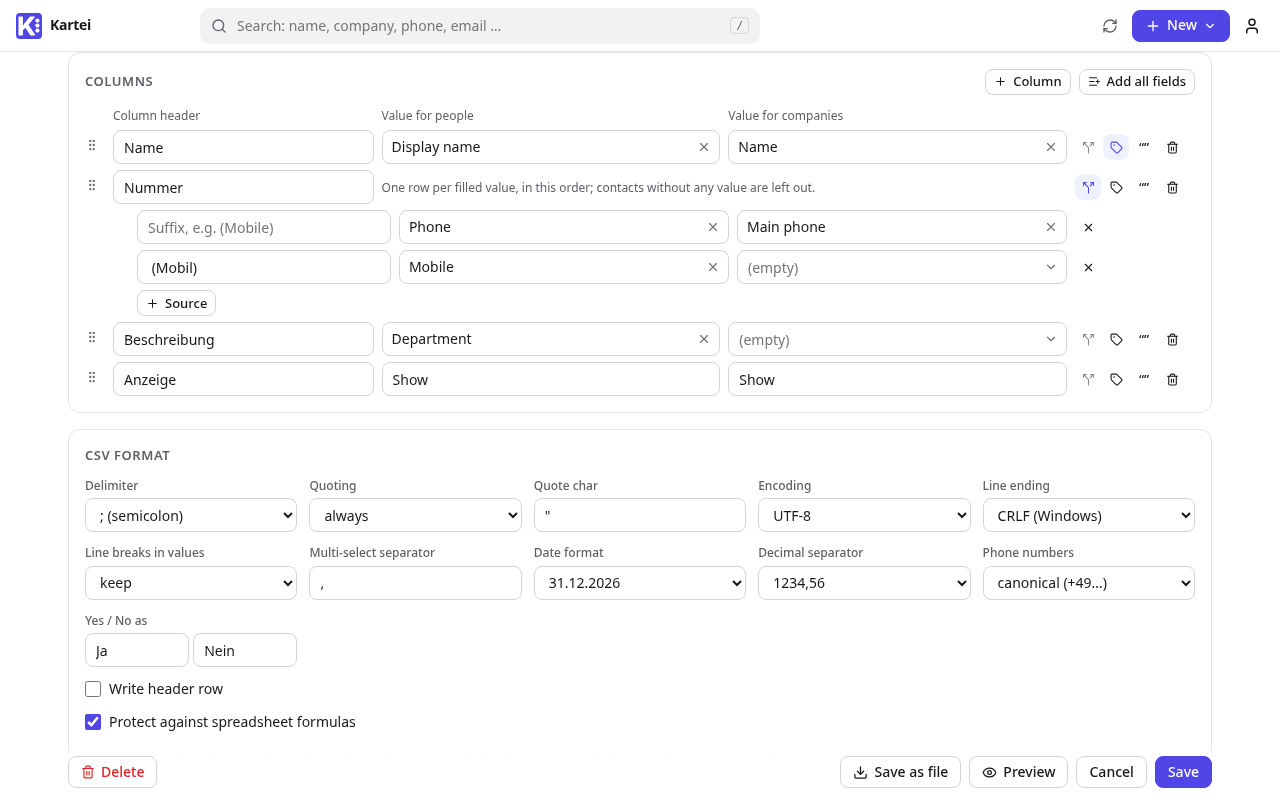 Kartei
Search: name, company, phone, email ...
/
New
COLUMNS
Column
Add all fields
Column header
Value for people
Value for companies
Name
Display name
Name
“”
Nummer
One row per filled value, in this order; contacts without any value are left out.
“”
Suffix, e.g. (Mobile)
Phone
Main phone
(Mobil)
Mobile
(empty)
Source
Beschreibung
Department
(empty)
“”
Anzeige
Show
Show
“”
CSV FORMAT
Delimiter
Quoting
Quote char
Encoding
Line ending
; (semicolon)
always
"
UTF-8
CRLF (Windows)
Line breaks in values
Multi-select separator
Date format
Decimal separator
Phone numbers
keep
,
31.12.2026
1234,56
canonical (+49...)
Yes / No as
Ja
Nein
Write header row
Protect against spreadsheet formulas
Delete
Save as file
Preview
Cancel
Save